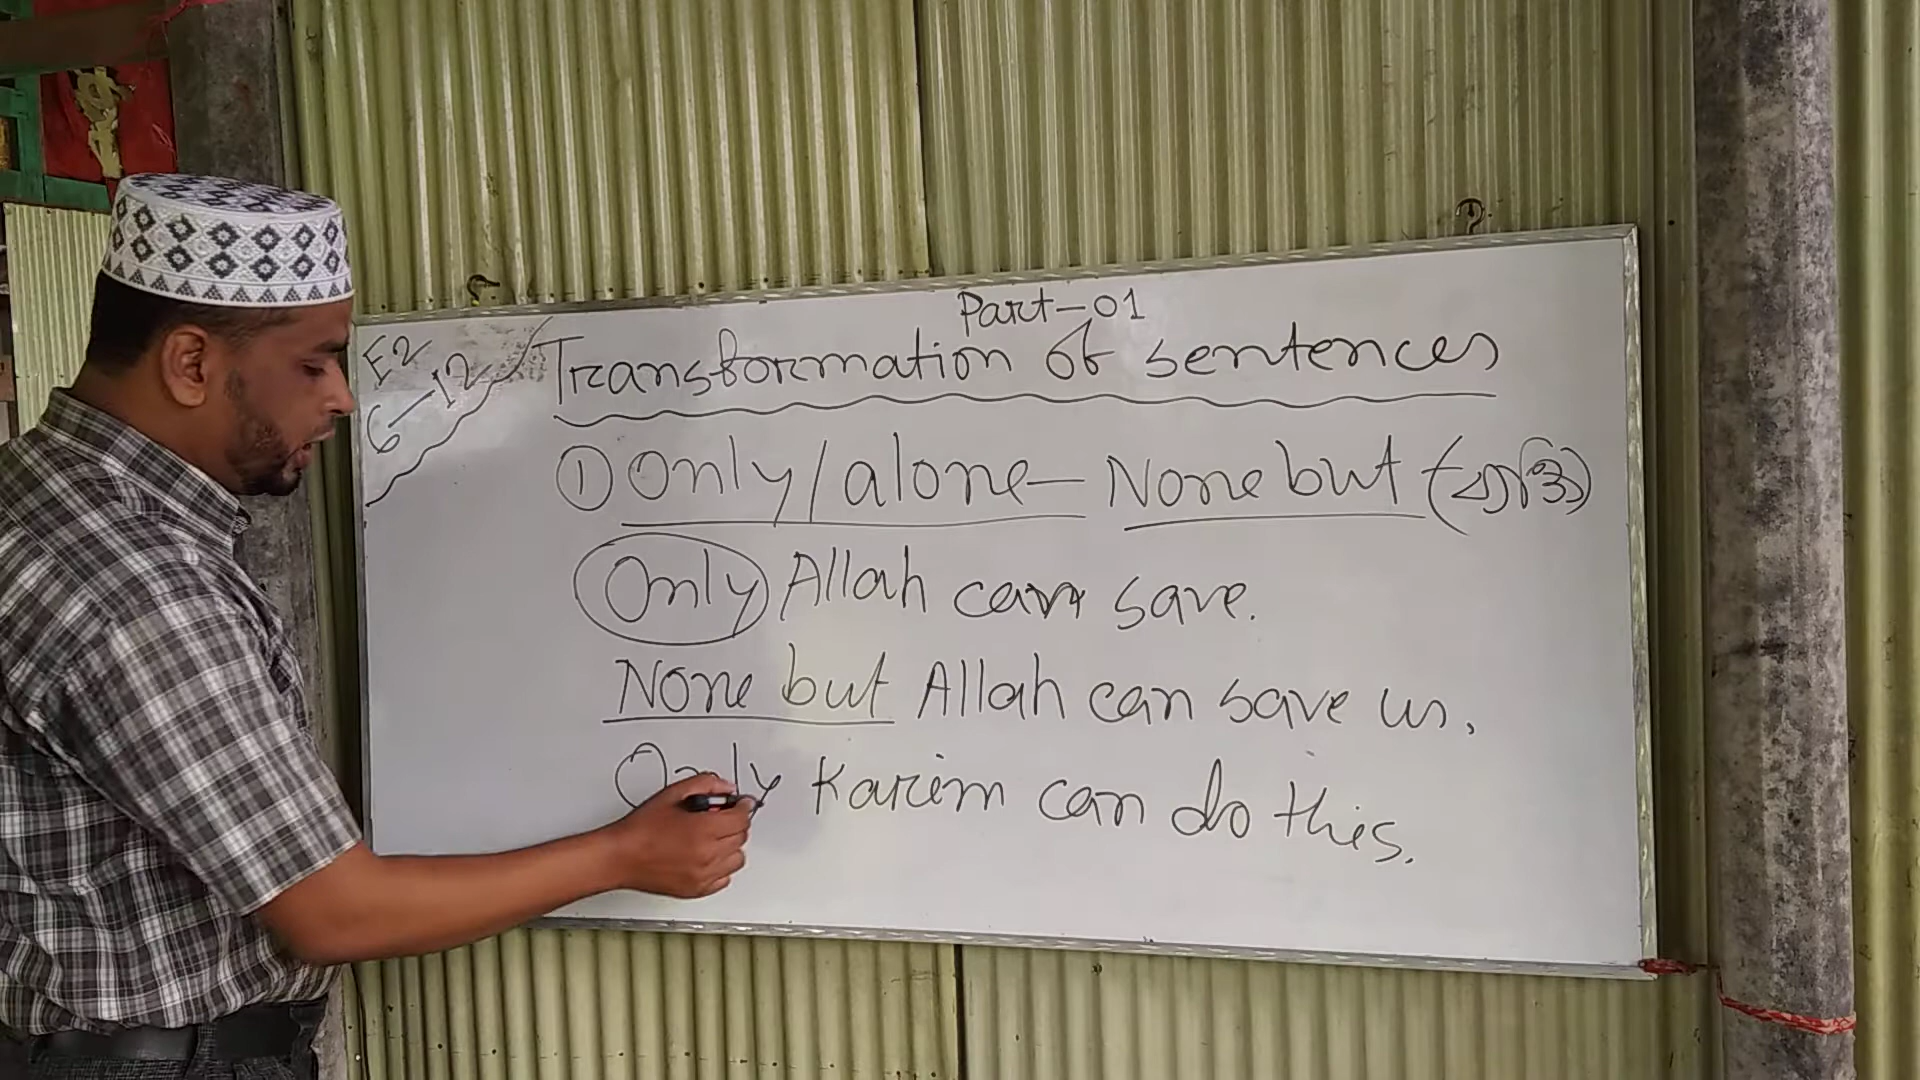 Part-01
E2
6-12
Transformation of sentences
① Only/alone- None but (ব্যক্তি)
Only Allah can save.
None but Allah can save us.
Only Karim can do this.